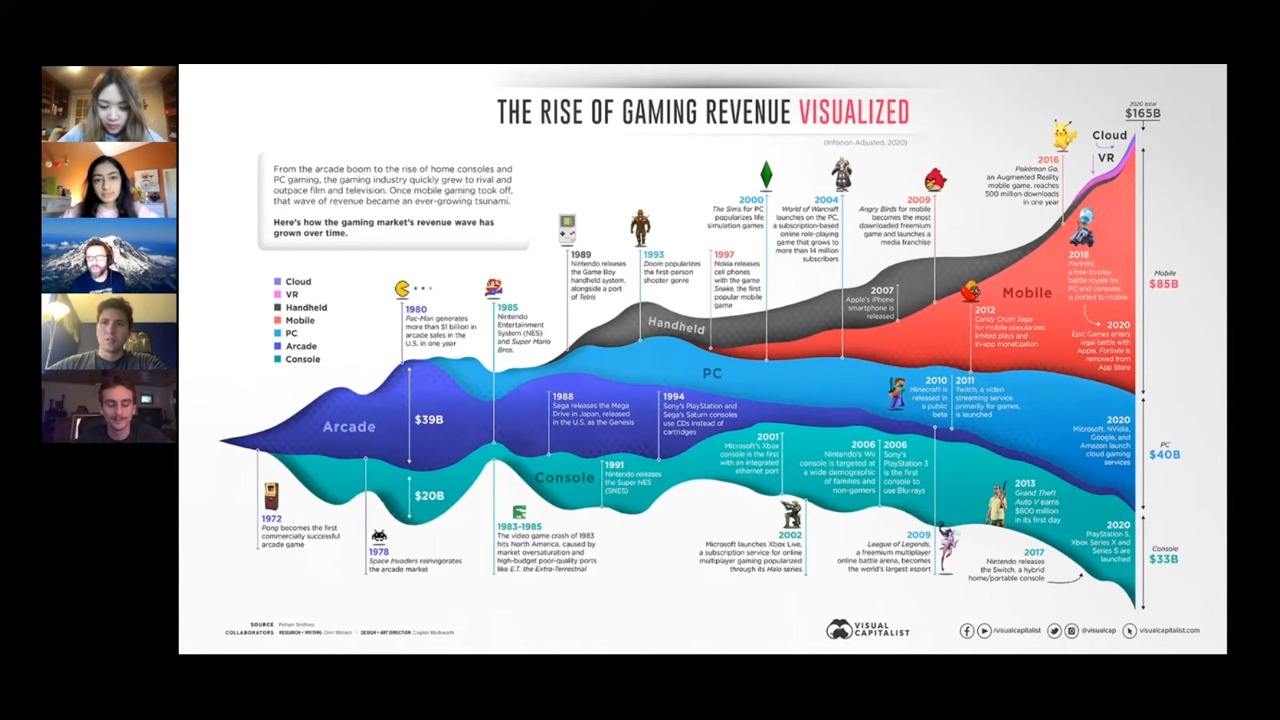 THE RISE OF GAMING REVENUE VISUALIZED
(Inflation Adjusted, 2020)
2020 total
$165B
From the arcade boom to the rise of home consoles and
PC gaming, the gaming industry quickly grew to rival and
outpace film and television. Once mobile gaming took off,
that wave of revenue became an ever-growing tsunami.
Here's how the gaming market's revenue wave has
grown over time.
Cloud
VR
Handheld
Mobile
PC
Arcade
Console
1980
Pac-Man generates
more than $1 billion in
arcade sales in the
U.S. in one year
1985
Nintendo
Entertainment
System (NES)
and Super Mario
Bros.
1989
Nintendo releases
the Game Boy
handheld system,
alongside a port
of Tetris
1993
Doom popularizes
the first-person
shooter genre
1997
Nokia releases
cell phones
with the game
Snake, the first
popular mobile
game
2000
The Sims for PC
popularizes life
simulation games
2004
World of Warcraft
launches on the PC,
a subscription-based
online role-playing
game that grows to
more than 14 million
subscribers
2009
Angry Birds for mobile
becomes the most
downloaded freemium
game and launches a
media franchise
2016
Pokémon Go,
an Augmented Reality
mobile game, reaches
500 million downloads
in one year
Cloud
VR
2007
Apple's iPhone
smartphone is
released
Handheld
Mobile
2012
Candy Crush Saga
for mobile popularizes
limited plays and
in-app monetization
2018
Fortnite,
a free-to-play
battle royale for
PC and consoles,
is ported to mobile
2020
Epic Games enters
legal battle with
Apple, Fortnite is
removed from
App Store
Mobile
$85B
PC
2010
Minecraft is
released in
a public
beta
2011
Twitch, a video
streaming service
primarily for games,
is launched
2020
Microsoft, NVidia,
Google, and
Amazon launch
cloud gaming
services
PC
$40B
Arcade
$39B
1988
Sega releases the Mega
Drive in Japan, released
in the U.S. as the Genesis
1994
Sony's PlayStation and
Sega's Saturn consoles
use CDs instead of
cartridges
$20B
Console
1991
Nintendo releases
the Super NES
(SNES)
2001
Microsoft's Xbox
console is the first
with an integrated
ethernet port
2006
Nintendo's Wii
console is targeted at
a wide demographic
of families and
non-gamers
2006
Sony's
PlayStation 3
is the first
console to
use Blu-rays
2013
Grand Theft
Auto V earns
$800 million
in its first day
2020
PlayStation 5,
Xbox Series X and
Series S are
launched
Console
$33B
1972
Pong becomes the first
commercially successful
arcade game
1978
Space Invaders reinvigorates
the arcade market
1983-1985
The video game crash of 1983
hits North America, caused by
market oversaturation and
high-budget poor-quality ports
like E.T. the Extra-Terrestrial
2002
Microsoft launches Xbox Live,
a subscription service for online
multiplayer gaming popularized
through its Halo series
2009
League of Legends,
a freemium multiplayer
online battle arena, becomes
the world's largest esport
2017
Nintendo releases
the Switch, a hybrid
home/portable console
SOURCE Pelham Smithers
COLLABORATORS RESEARCH + WRITING Omri Wallach | DESIGN + ART DIRECTION Clayton Wadsworth
VISUAL
CAPITALIST
/visualcapitalist
@visualcap
visualcapitalist.com